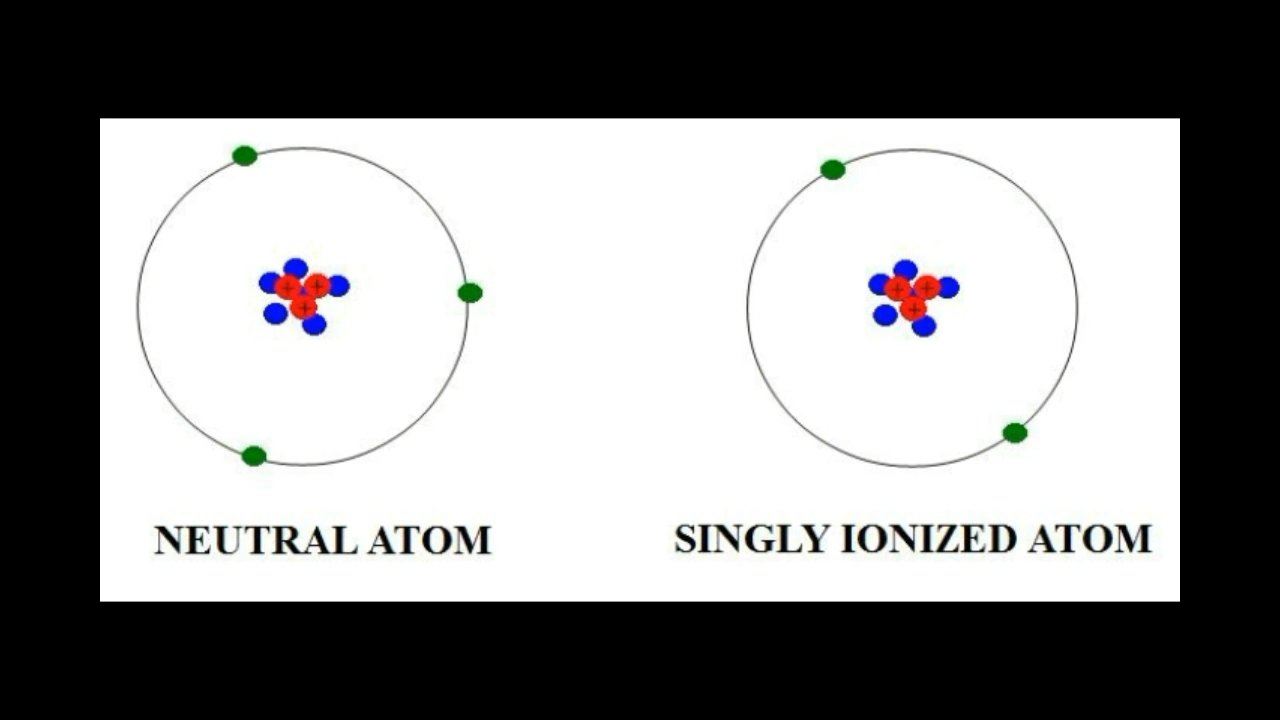 + +
+
+ +
+
NEUTRAL ATOM
SINGLY IONIZED ATOM